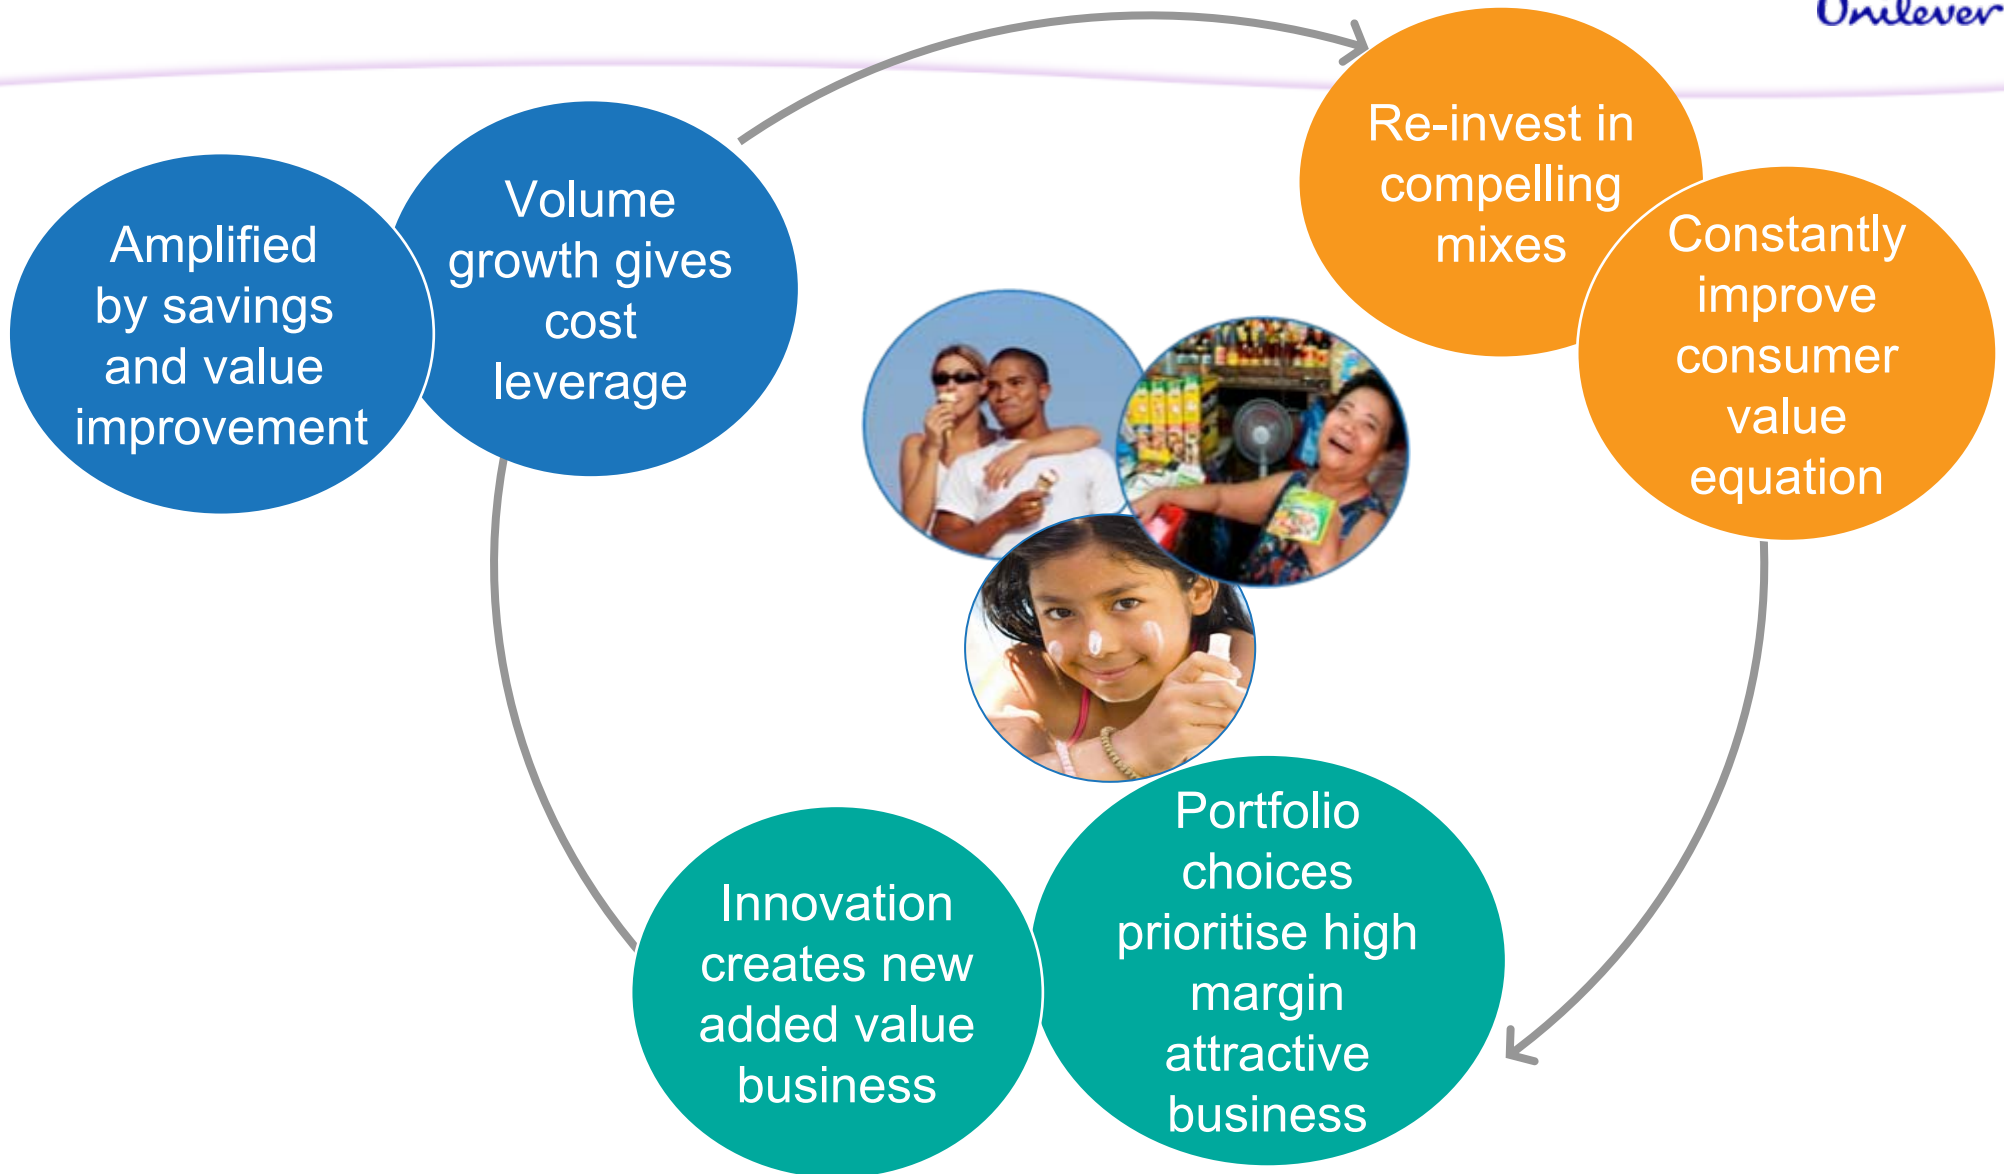 Unilever
Amplified
by savings
and value
improvement
Volume
growth gives
cost
leverage
Re-invest in
compelling
mixes
Constantly
improve
consumer
value
equation
Innovation
creates new
added value
business
Portfolio
choices
prioritise high
margin
attractive
business